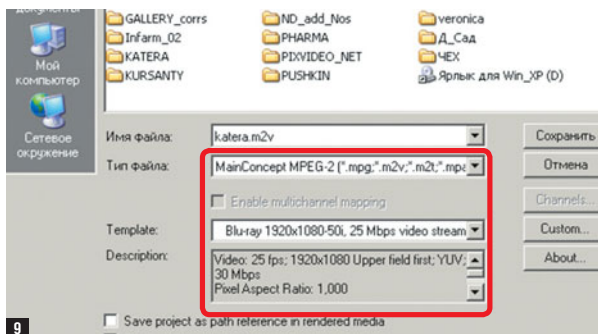 документы
GALLERY_corrs
ND_add_Nos
veronica
Infarm_02
PHARMA
Д_Сад
KATERA
PIXVIDEO_NET
ЧЕХ
KURSANTY
PUSHKIN
Ярлык для Win_XP (D)
Мой
компьютер
Сетевое
окружение
Имя файла:
katera.m2v
Сохранить
Тип файла:
MainConcept MPEG-2 (*.mpg;*.m2v;*.m2t;*.mpa
Отмена
Enable multichannel mapping
Channels...
Template:
Blu-ray 1920x1080-50i, 25 Mbps video stream
Custom...
Description:
Video: 25 fps; 1920x1080 Upper field first; YUV;
30 Mbps
Pixel Aspect Ratio: 1,000
About...
Save project as path reference in rendered media
9